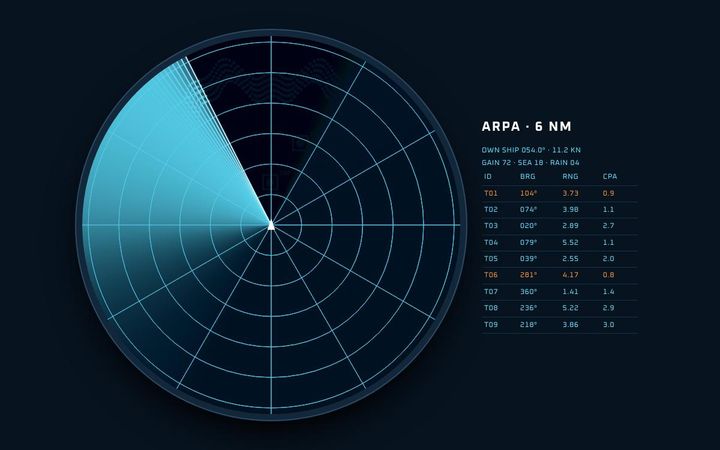 ARPA · 6 NM
OWN SHIP 054.0° · 11.2 KN
GAIN 72 · SEA 18 · RAIN 04
ID BRG RNG CPA
T01 104° 3.73 0.9
T02 074° 3.98 1.1
T03 020° 2.89 2.7
T04 079° 5.52 1.1
T05 039° 2.55 2.0
T06 281° 4.17 0.8
T07 360° 1.41 1.4
T08 236° 5.22 2.9
T09 218° 3.86 3.0